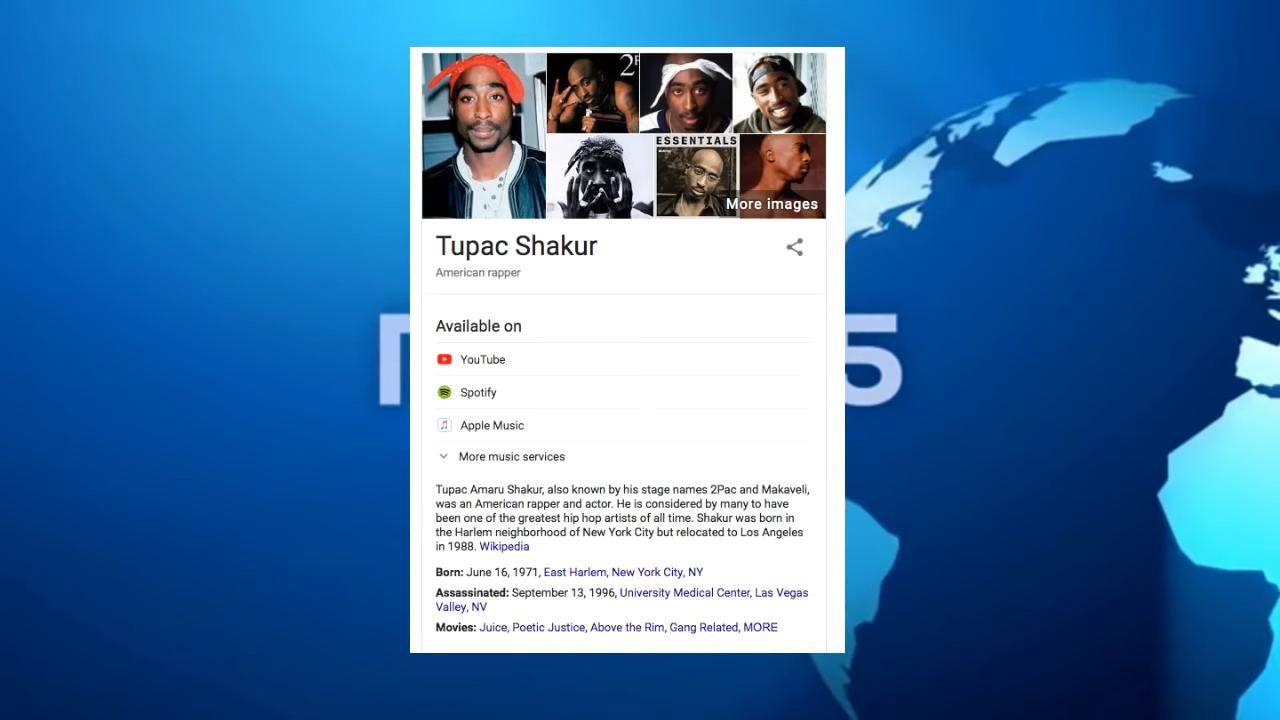 2P
ESSENTIALS
More images
Tupac Shakur
American rapper
Available on
YouTube
Spotify
Apple Music
More music services
Tupac Amaru Shakur, also known by his stage names 2Pac and Makaveli,
was an American rapper and actor. He is considered by many to have
been one of the greatest hip hop artists of all time. Shakur was born in
the Harlem neighborhood of New York City but relocated to Los Angeles
in 1988. Wikipedia
Born: June 16, 1971, East Harlem, New York City, NY
Assassinated: September 13, 1996, University Medical Center, Las Vegas
Valley, NV
Movies: Juice, Poetic Justice, Above the Rim, Gang Related, MORE